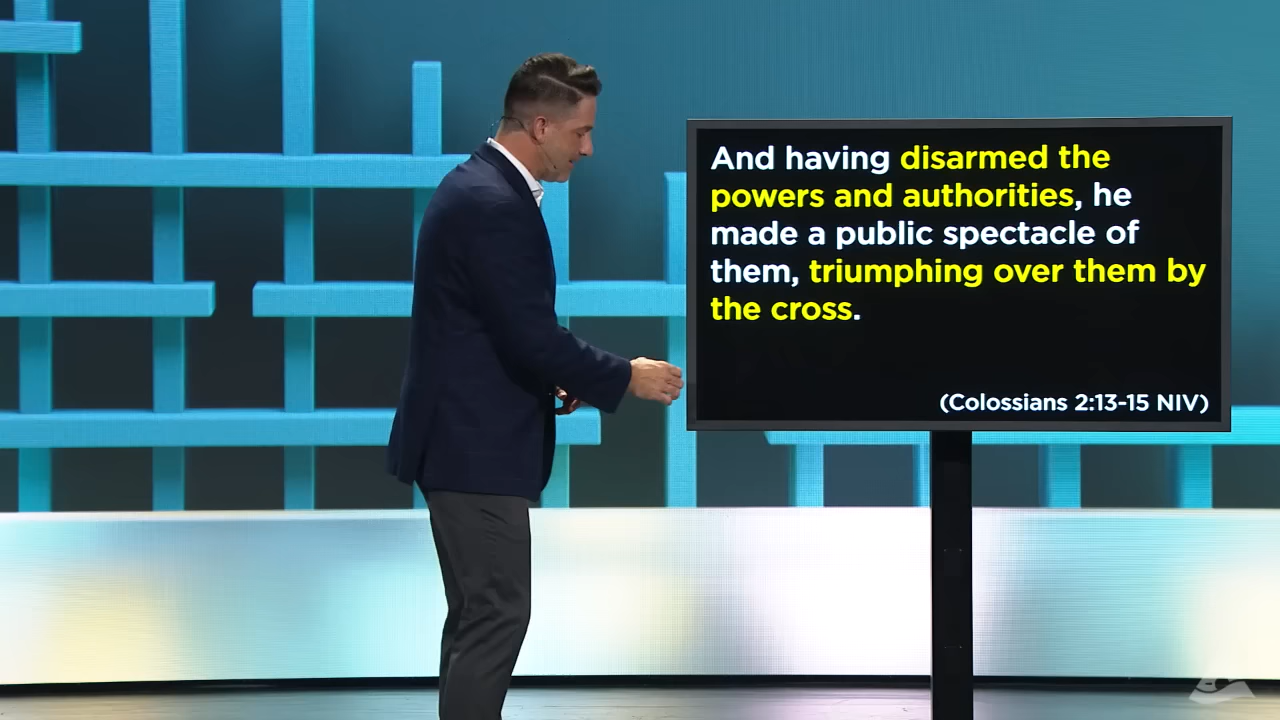 And having disarmed the
powers and authorities, he
made a public spectacle of
them, triumphing over them by
the cross.
(Colossians 2:13-15 NIV)